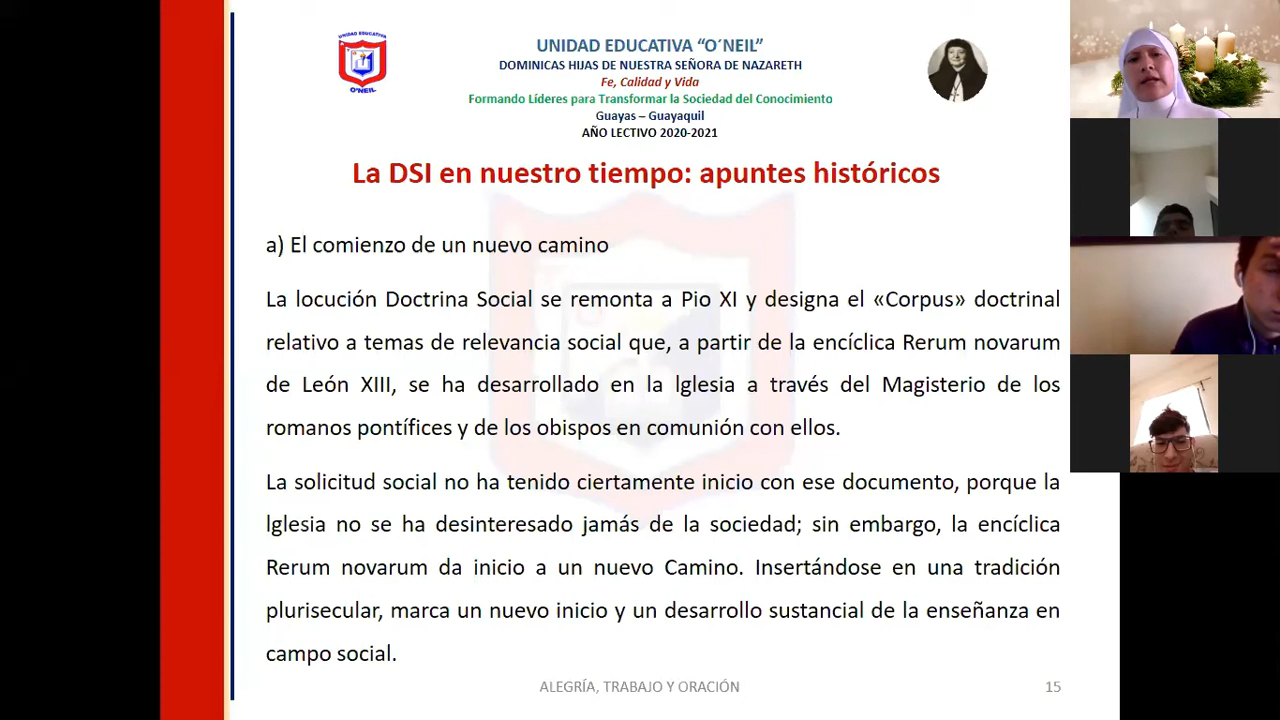 UNIDAD EDUCATIVA
O'NEIL
UNIDAD EDUCATIVA “O´NEIL”
DOMINICAS HIJAS DE NUESTRA SEÑORA DE NAZARETH
Fe, Calidad y Vida
Formando Líderes para Transformar la Sociedad del Conocimiento
Guayas – Guayaquil
AÑO LECTIVO 2020-2021
La DSI en nuestro tiempo: apuntes históricos
a) El comienzo de un nuevo camino
La locución Doctrina Social se remonta a Pio XI y designa el «Corpus» doctrinal
relativo a temas de relevancia social que, a partir de la encíclica Rerum novarum
de León XIII, se ha desarrollado en la lglesia a través del Magisterio de los
romanos pontífices y de los obispos en comunión con ellos.
La solicitud social no ha tenido ciertamente inicio con ese documento, porque la
lglesia no se ha desinteresado jamás de la sociedad; sin embargo, la encíclica
Rerum novarum da inicio a un nuevo Camino. Insertándose en una tradición
plurisecular, marca un nuevo inicio y un desarrollo sustancial de la enseñanza en
campo social.
ALEGRÍA, TRABAJO Y ORACIÓN
15